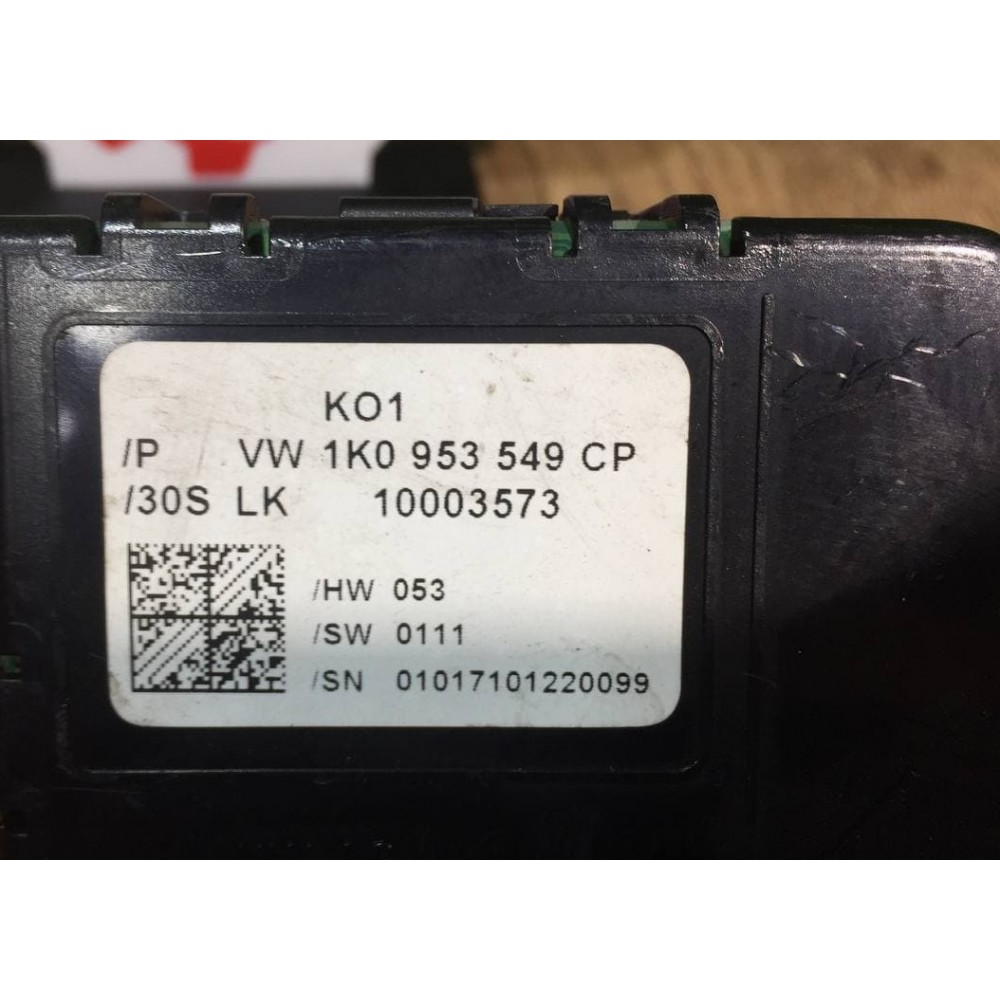 KO1
/P VW 1K0 953 549 CP
/30S LK 10003573
/HW 053
/SW 0111
/SN 01017101220099